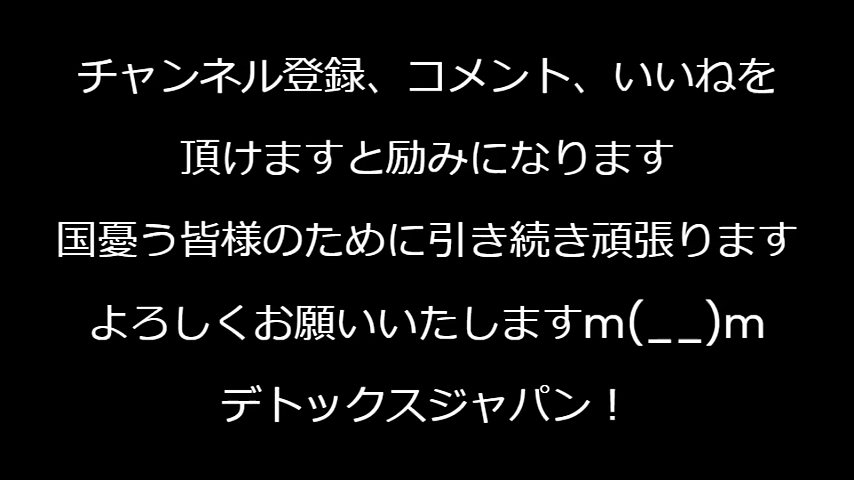 チャンネル登録、コメント、いいねを
頂けますと励みになります
国憂う皆様のために引き続き頑張ります
よろしくお願いいたしますm(__)m
デトックスジャパン！